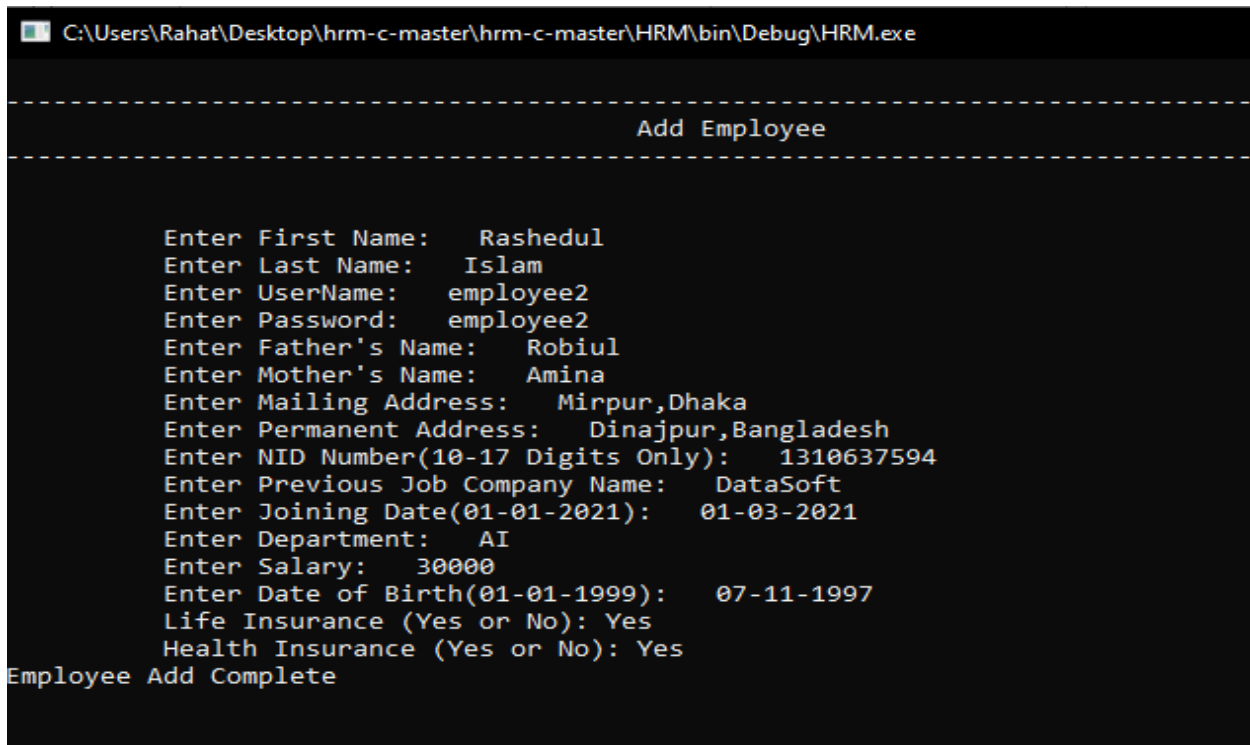 C:\Users\Rahat\Desktop\hrm-c-master\hrm-c-master\HRM\bin\Debug\HRM.exe
--------------------------------------------------------------------------------
Add Employee
--------------------------------------------------------------------------------
Enter First Name:   Rashedul
Enter Last Name:   Islam
Enter UserName:   employee2
Enter Password:   employee2
Enter Father's Name:   Robiul
Enter Mother's Name:   Amina
Enter Mailing Address:   Mirpur,Dhaka
Enter Permanent Address:   Dinajpur,Bangladesh
Enter NID Number(10-17 Digits Only):   1310637594
Enter Previous Job Company Name:   DataSoft
Enter Joining Date(01-01-2021):   01-03-2021
Enter Department:   AI
Enter Salary:   30000
Enter Date of Birth(01-01-1999):   07-11-1997
Life Insurance (Yes or No): Yes
Health Insurance (Yes or No): Yes
Employee Add Complete